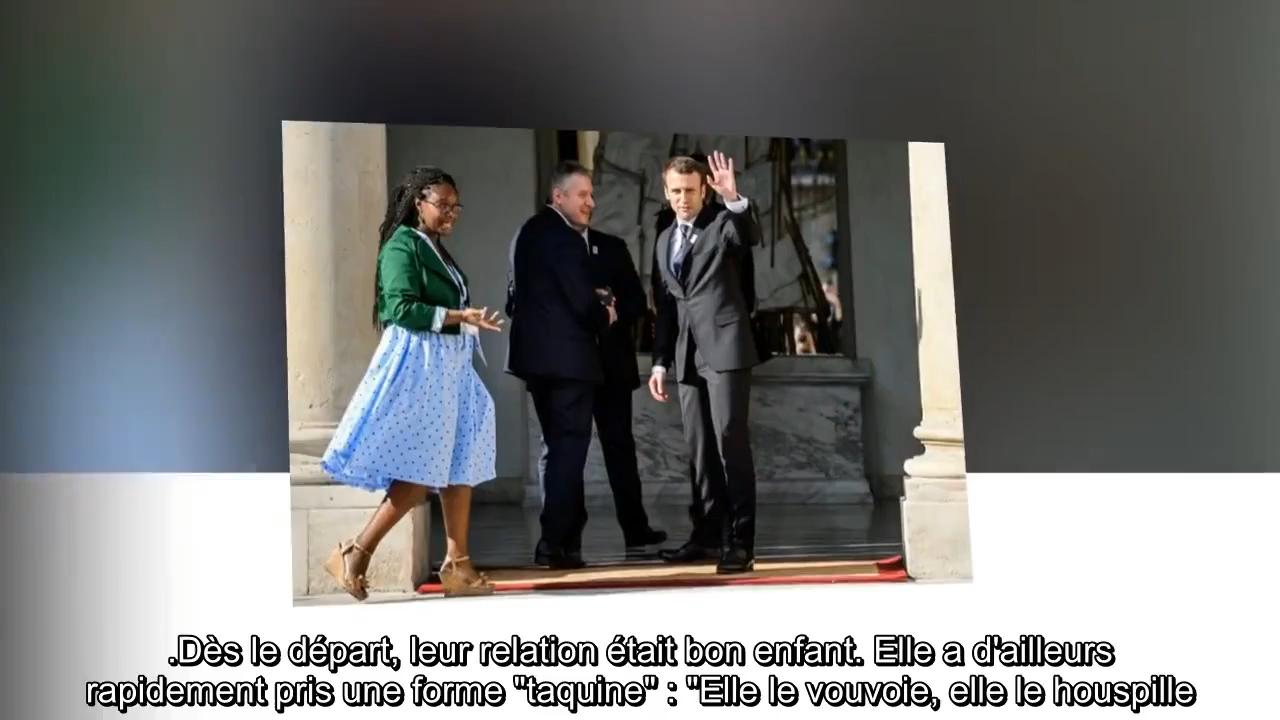 .Dès le départ, leur relation était bon enfant. Elle a d'ailleurs
rapidement pris une forme "taquine" : "Elle le vouvoie, elle le houspille